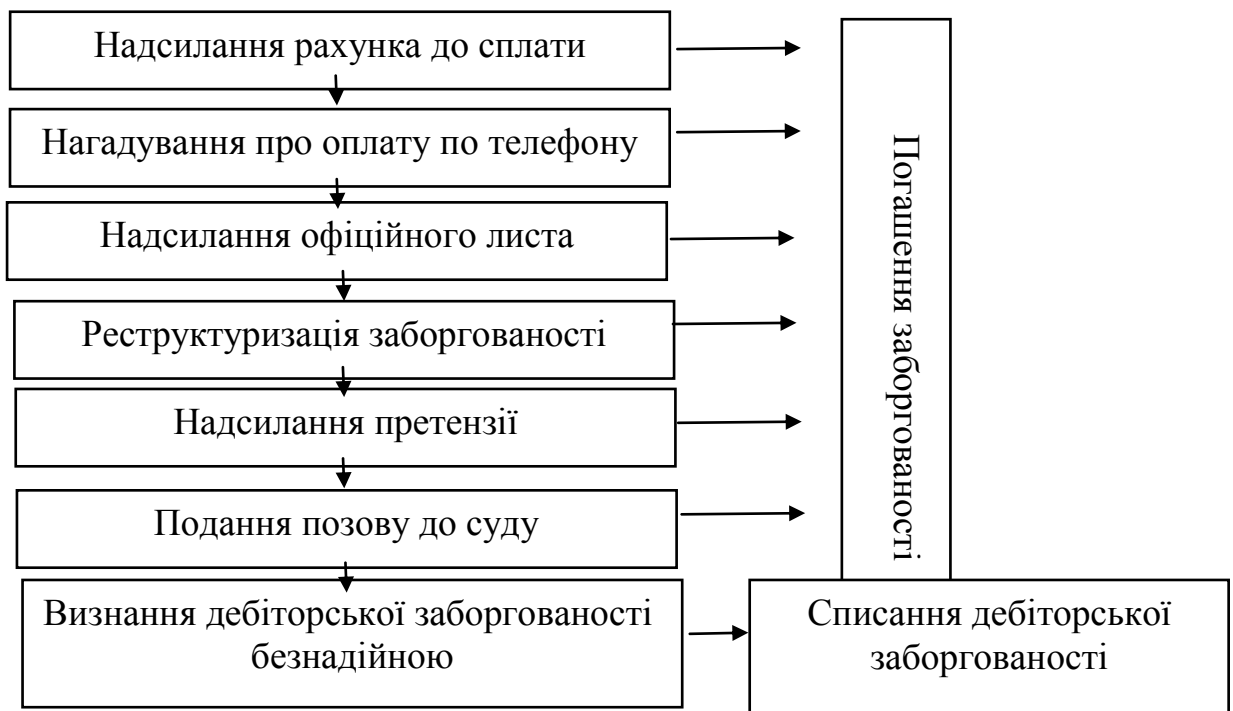 Надсилання рахунка до сплати
Нагадування про оплату по телефону
Надсилання офіційного листа
Реструктуризація заборгованості
Надсилання претензії
Подання позову до суду
Визнання дебіторської заборгованості
безнадійною
Погашення заборгованості
Списання дебіторської
заборгованості